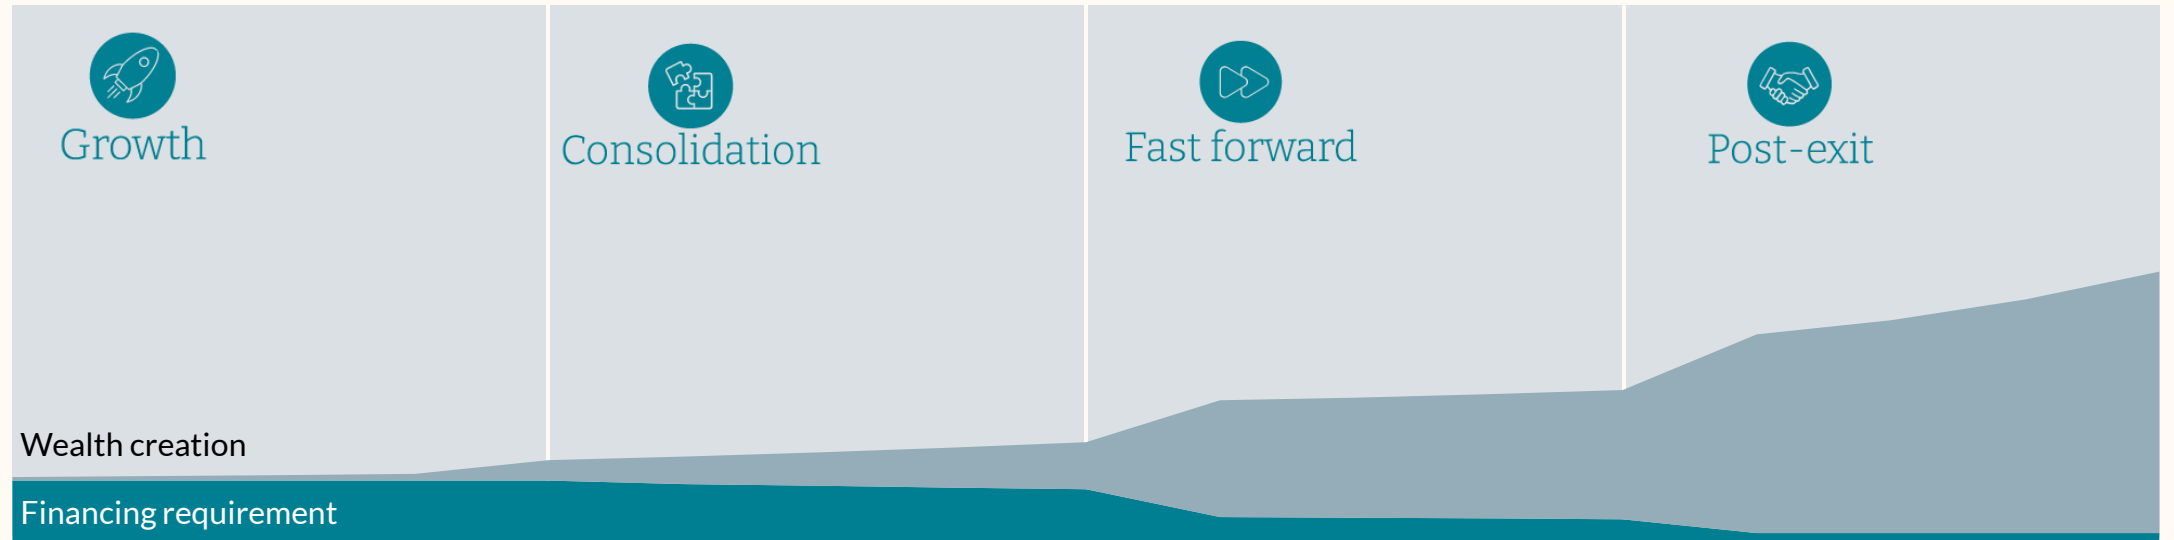 Growth
Consolidation
Fast forward
Post-exit
Wealth creation
Financing requirement